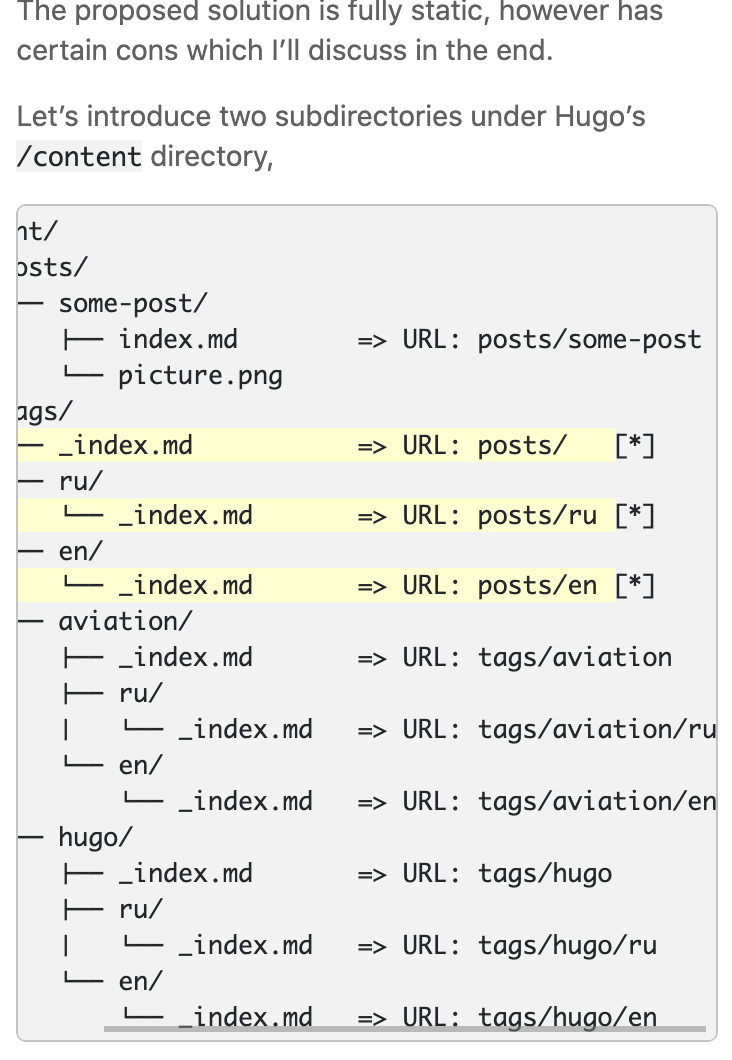 The proposed solution is fully static, however has
certain cons which I’ll discuss in the end.
Let’s introduce two subdirectories under Hugo’s
/content directory,
nt/
osts/
── some-post/
   ├── index.md        => URL: posts/some-post
   └── picture.png
ags/
── _index.md           => URL: posts/   [*]
── ru/
   └── _index.md       => URL: posts/ru [*]
── en/
   └── _index.md       => URL: posts/en [*]
── aviation/
   ├── _index.md       => URL: tags/aviation
   ├── ru/
   |   └── _index.md   => URL: tags/aviation/ru
   └── en/
       └── _index.md   => URL: tags/aviation/en
── hugo/
   ├── _index.md       => URL: tags/hugo
   ├── ru/
   |   └── _index.md   => URL: tags/hugo/ru
   └── en/
       └── _index.md   => URL: tags/hugo/en